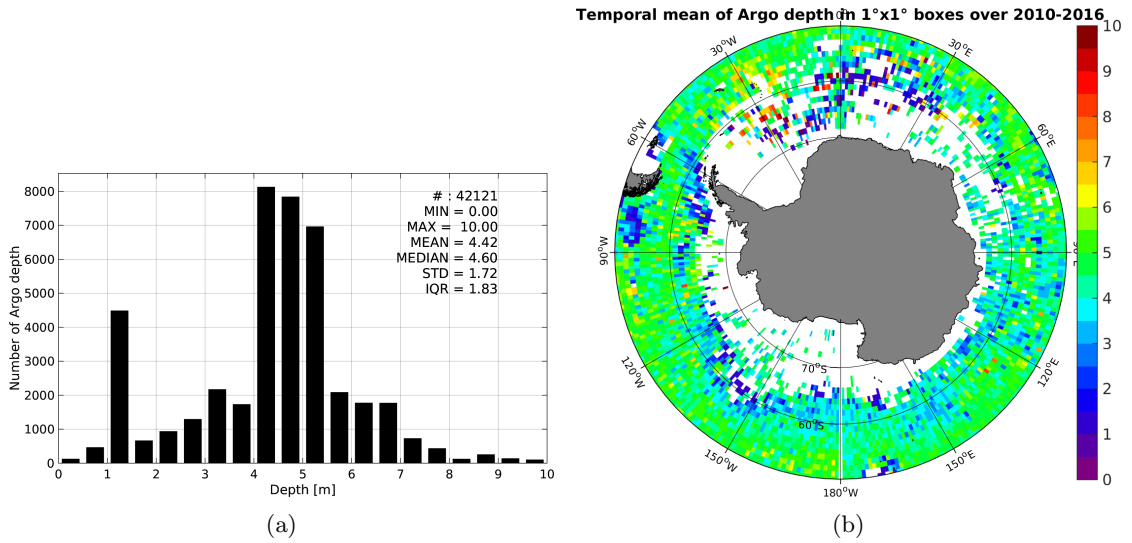 Temporal mean of Argo depth in 1°x1° boxes over 2010-2016
8000
7000
6000
5000
4000
3000
2000
1000
0
Number of Argo depth
# : 42121
MIN = 0.00
MAX = 10.00
MEAN = 4.42
MEDIAN = 4.60
STD = 1.72
IQR = 1.83
0 1 2 3 4 5 6 7 8 9 10
Depth [m]
(a)
30°W
30°E
60°W
60°E
90°W
120°W
120°E
150°W
150°E
180°W
70°S
60°S
10
9
8
7
6
5
4
3
2
1
0
(b)